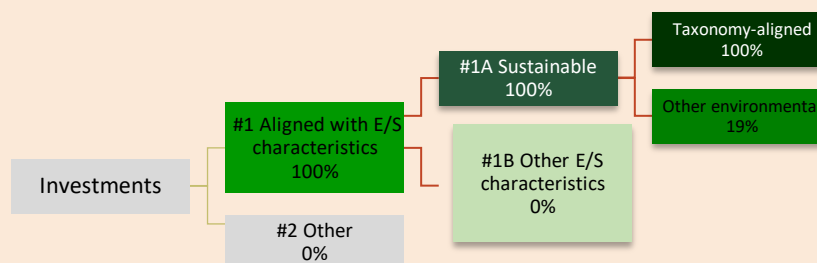 Taxonomy-aligned
100%
#1A Sustainable
100%
Other environmenta
19%
#1 Aligned with E/S
characteristics
100%
#1B Other E/S
characteristics
0%
Investments
#2 Other
0%